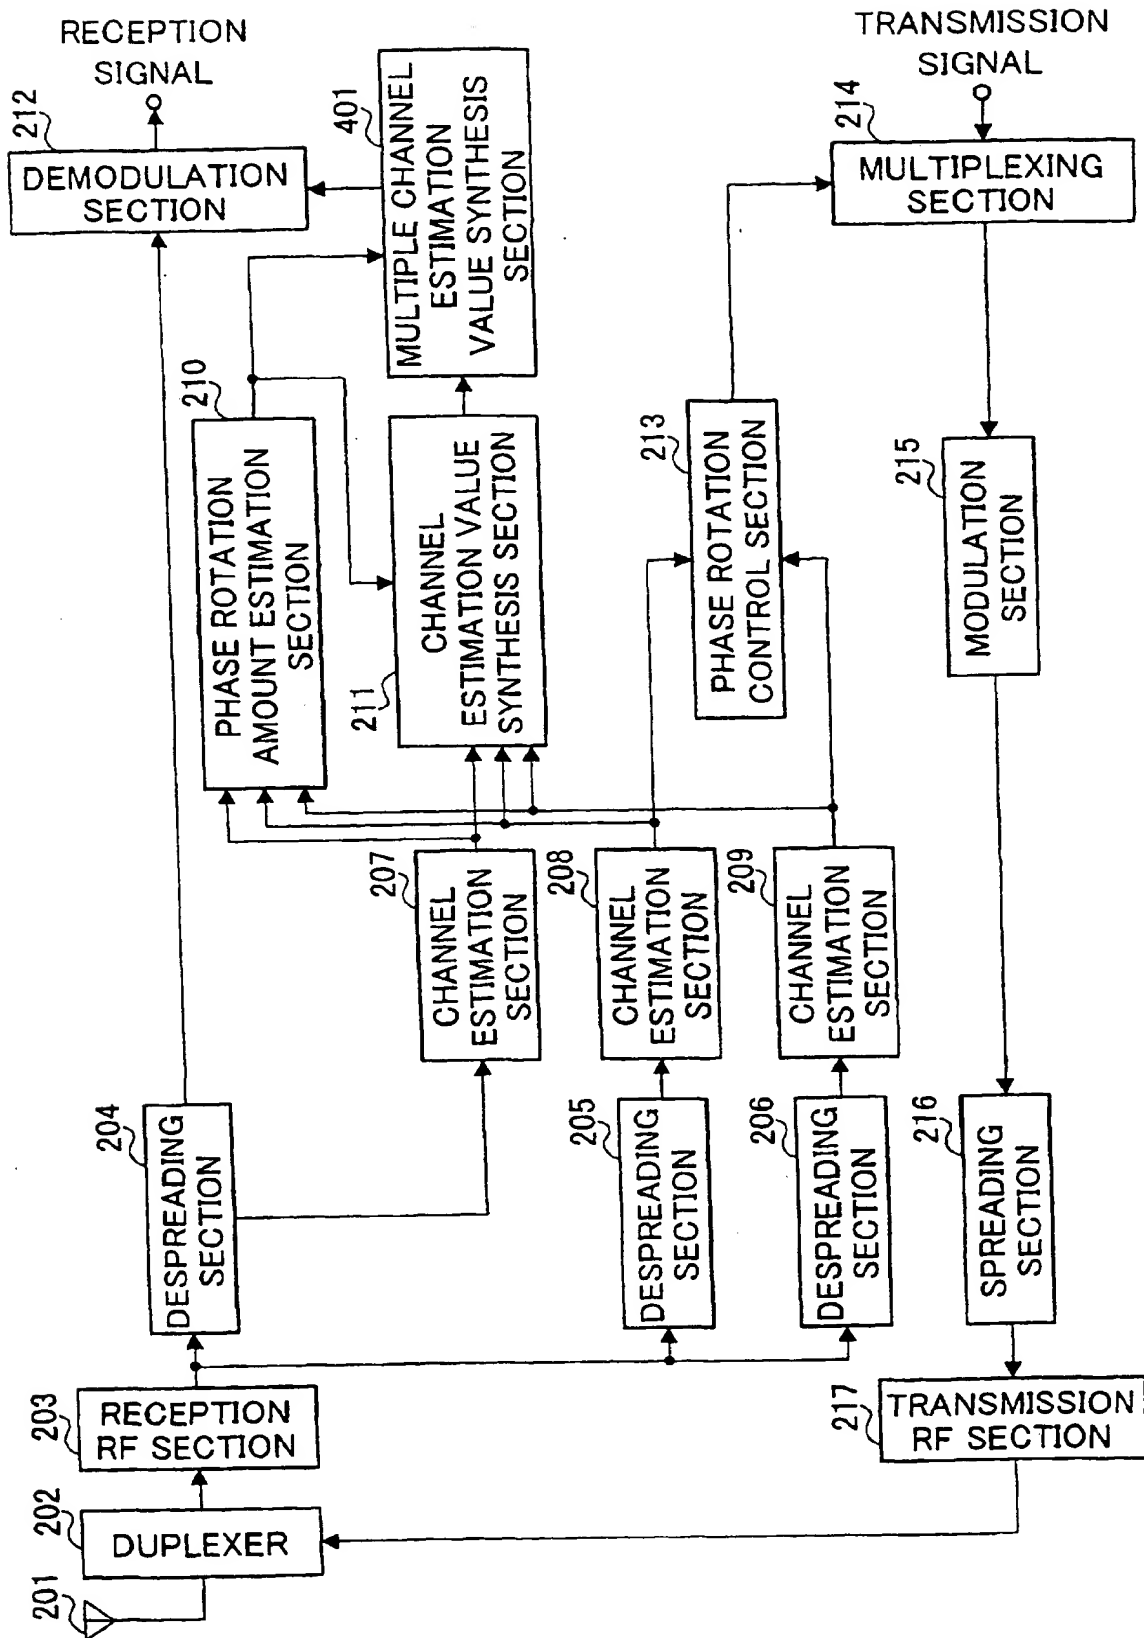 RECEPTION
SIGNAL
212
DEMODULATION
SECTION
401
MULTIPLE CHANNEL
ESTIMATION
VALUE SYNTHESIS
SECTION
210
PHASE ROTATION
AMOUNT ESTIMATION
SECTION
211
CHANNEL
ESTIMATION VALUE
SYNTHESIS SECTION
TRANSMISSION
SIGNAL
214
MULTIPLEXING
SECTION
213
PHASE ROTATION
CONTROL SECTION
215
MODULATION
SECTION
207
CHANNEL
ESTIMATION
SECTION
208
CHANNEL
ESTIMATION
SECTION
209
CHANNEL
ESTIMATION
SECTION
204
DESPREADING
SECTION
205
DESPREADING
SECTION
206
DESPREADING
SECTION
216
SPREADING
SECTION
203
RECEPTION
RF SECTION
217
TRANSMISSION
RF SECTION
202
DUPLEXER
201